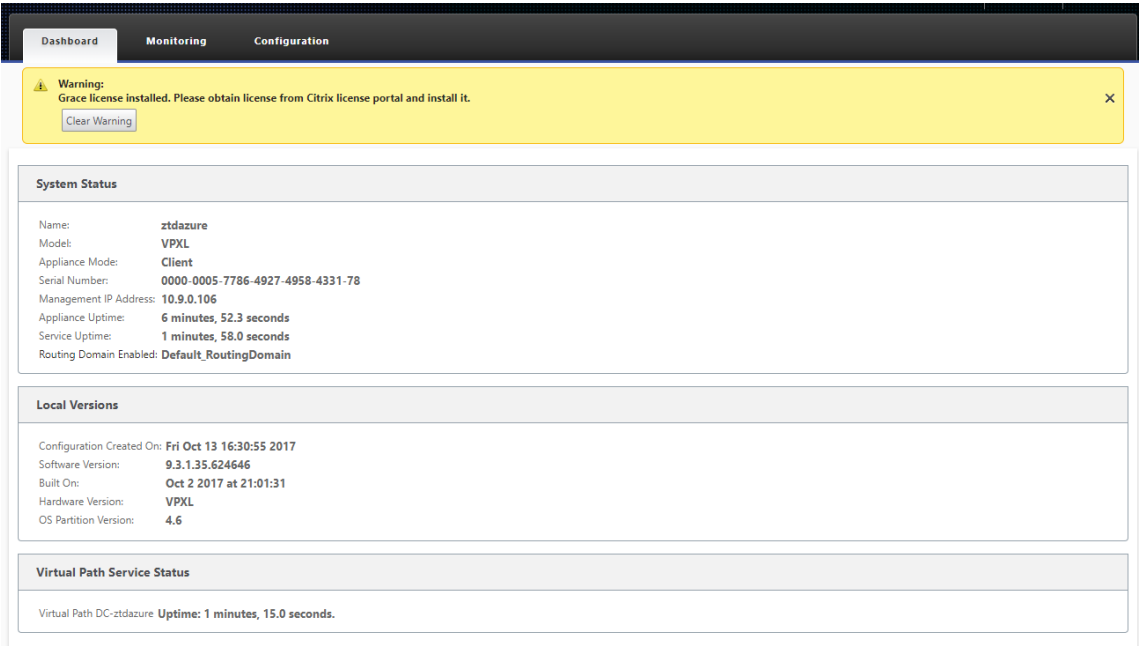 Dashboard Monitoring Configuration
Warning:
Grace license installed. Please obtain license from Citrix license portal and install it.
Clear Warning
System Status
Name: ztdazure
Model: VPXL
Appliance Mode: Client
Serial Number: 0000-0005-7786-4927-4958-4331-78
Management IP Address: 10.9.0.106
Appliance Uptime: 6 minutes, 52.3 seconds
Service Uptime: 1 minutes, 58.0 seconds
Routing Domain Enabled: Default_RoutingDomain
Local Versions
Configuration Created On: Fri Oct 13 16:30:55 2017
Software Version: 9.3.1.35.624646
Built On: Oct 2 2017 at 21:01:31
Hardware Version: VPXL
OS Partition Version: 4.6
Virtual Path Service Status
Virtual Path DC-ztdazure Uptime: 1 minutes, 15.0 seconds.